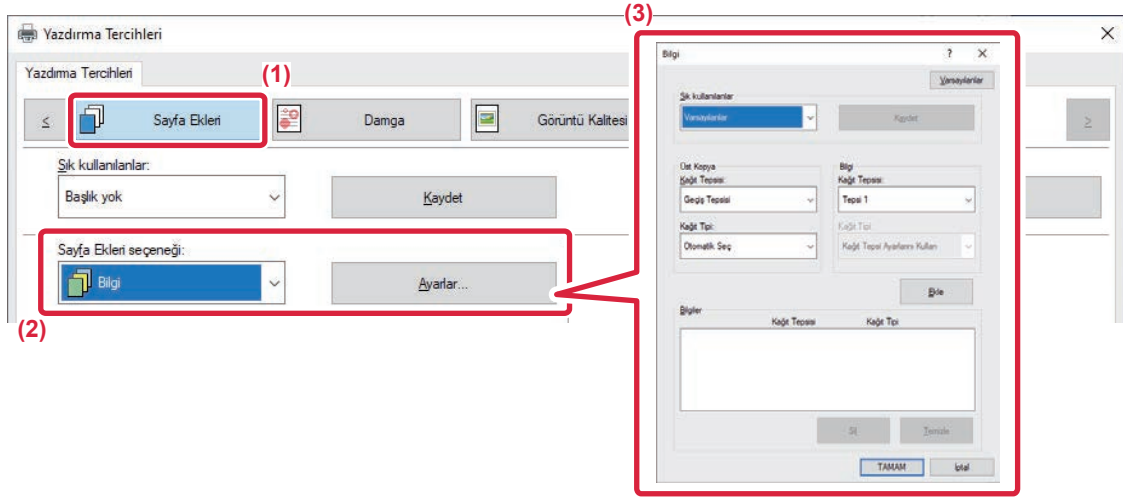 (3)
Yazdırma Tercihleri
Yazdırma Tercihleri
(1)
<
Sayfa Ekleri
Damga
Görüntü Kalitesi
>
Sık kullanılanlar:
Başlık yok
Kaydet
Sayfa Ekleri seçeneği:
Bilgi
Ayarlar...
(2)
Bilgi
?
Varsayılanlar
Sık kullanılanlar
Varsayılanlar
Kaydet
Üst Kopya
Kağıt Tepsisi:
Geçiş Tepsisi
Kağıt Tipi:
Otomatik Seç
Bilgi
Kağıt Tepsisi:
Tepsi 1
Kağıt Tipi:
Kağıt Tepsi Ayarlarını Kullan
Ekle
Bilgiler
Kağıt Tepsisi Kağıt Tipi
Sil
Temizle
TAMAM
İptal